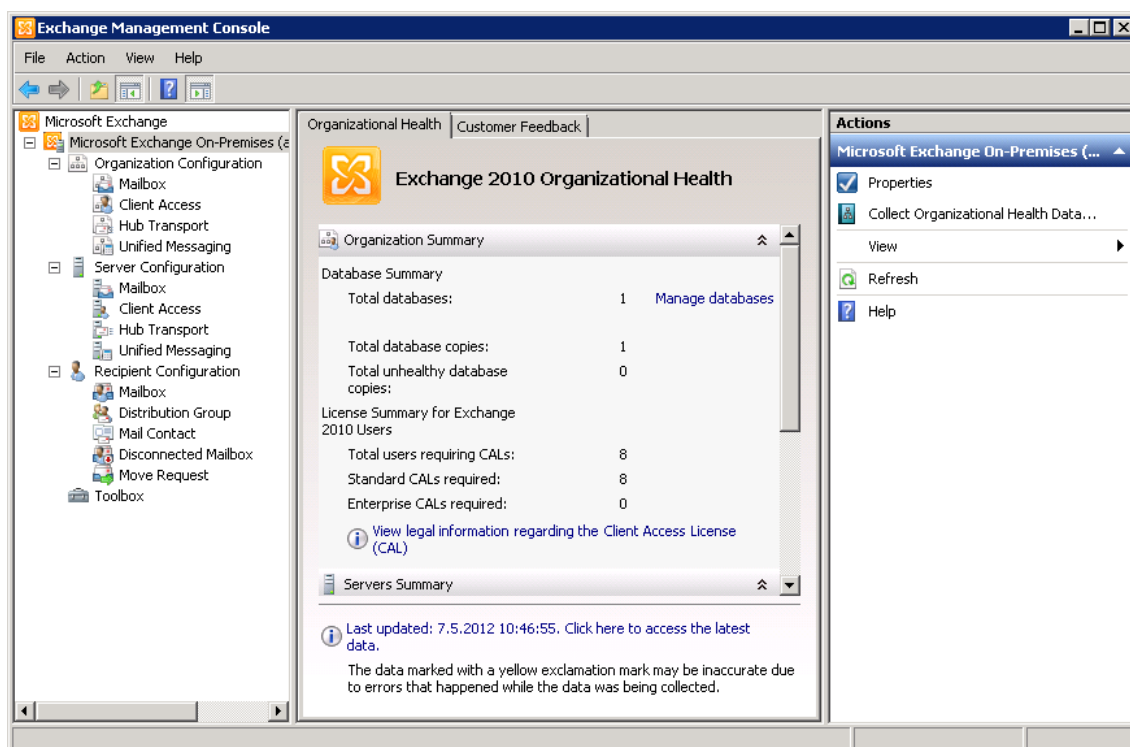 Exchange Management Console
File Action View Help
Microsoft Exchange
Microsoft Exchange On-Premises (a
Organization Configuration
Mailbox
Client Access
Hub Transport
Unified Messaging
Server Configuration
Mailbox
Client Access
Hub Transport
Unified Messaging
Recipient Configuration
Mailbox
Distribution Group
Mail Contact
Disconnected Mailbox
Move Request
Toolbox
Organizational Health Customer Feedback
Exchange 2010 Organizational Health
Organization Summary
Database Summary
Total databases: 1 Manage databases
Total database copies: 1
Total unhealthy database
copies: 0
License Summary for Exchange
2010 Users
Total users requiring CALs: 8
Standard CALs required: 8
Enterprise CALs required: 0
View legal information regarding the Client Access License
(CAL)
Servers Summary
Last updated: 7.5.2012 10:46:55. Click here to access the latest
data.
The data marked with a yellow exclamation mark may be inaccurate due
to errors that happened while the data was being collected.
Actions
Microsoft Exchange On-Premises (...
Properties
Collect Organizational Health Data...
View
Refresh
Help